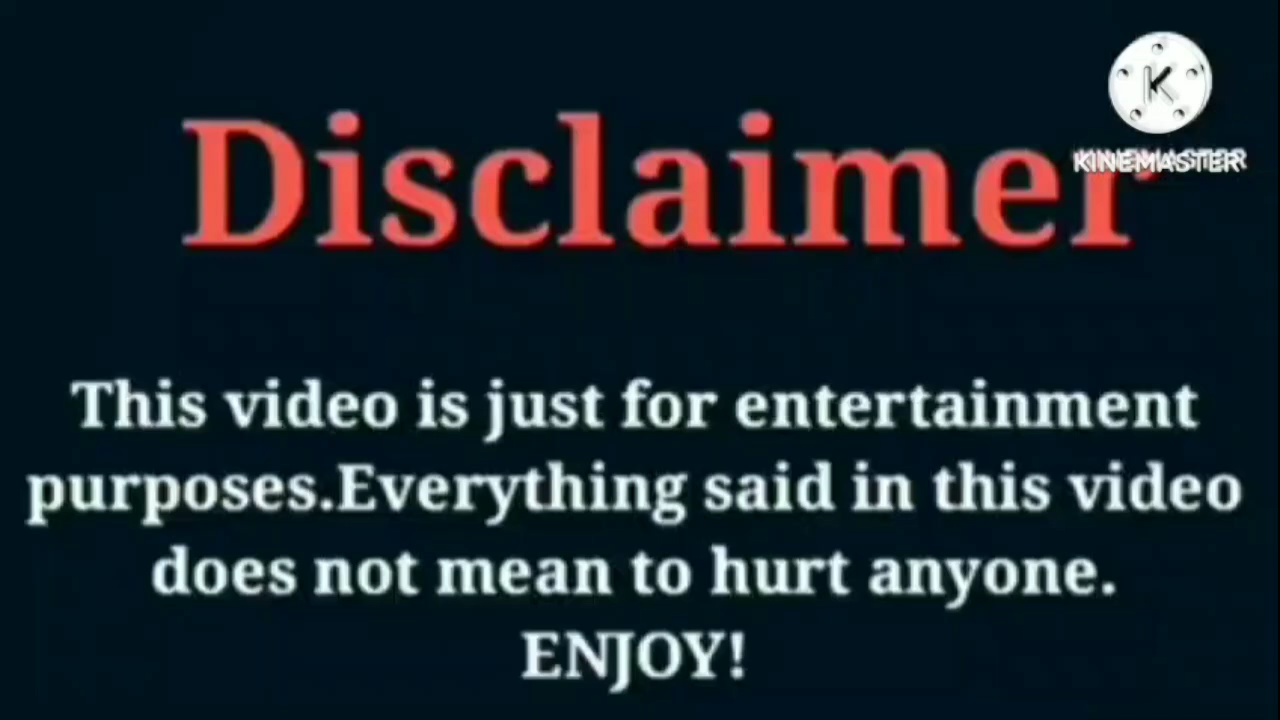 K
KINEMASTER
Disclaimer
This video is just for entertainment
purposes.Everything said in this video
does not mean to hurt anyone.
ENJOY!